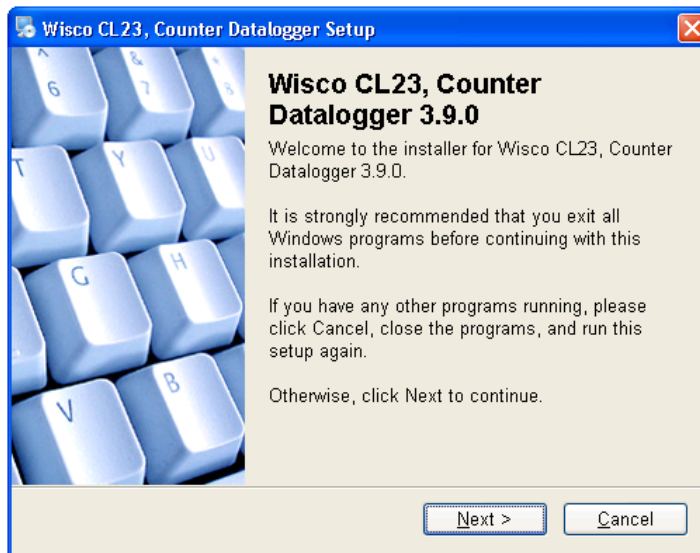 Wisco CL23, Counter Datalogger Setup
^
6
&
7
*
8
T
Y
U
G
H
V
B
Wisco CL23, Counter
Datalogger 3.9.0
Welcome to the installer for Wisco CL23, Counter
Datalogger 3.9.0.
It is strongly recommended that you exit all
Windows programs before continuing with this
installation.
If you have any other programs running, please
click Cancel, close the programs, and run this
setup again.
Otherwise, click Next to continue.
Next >
Cancel